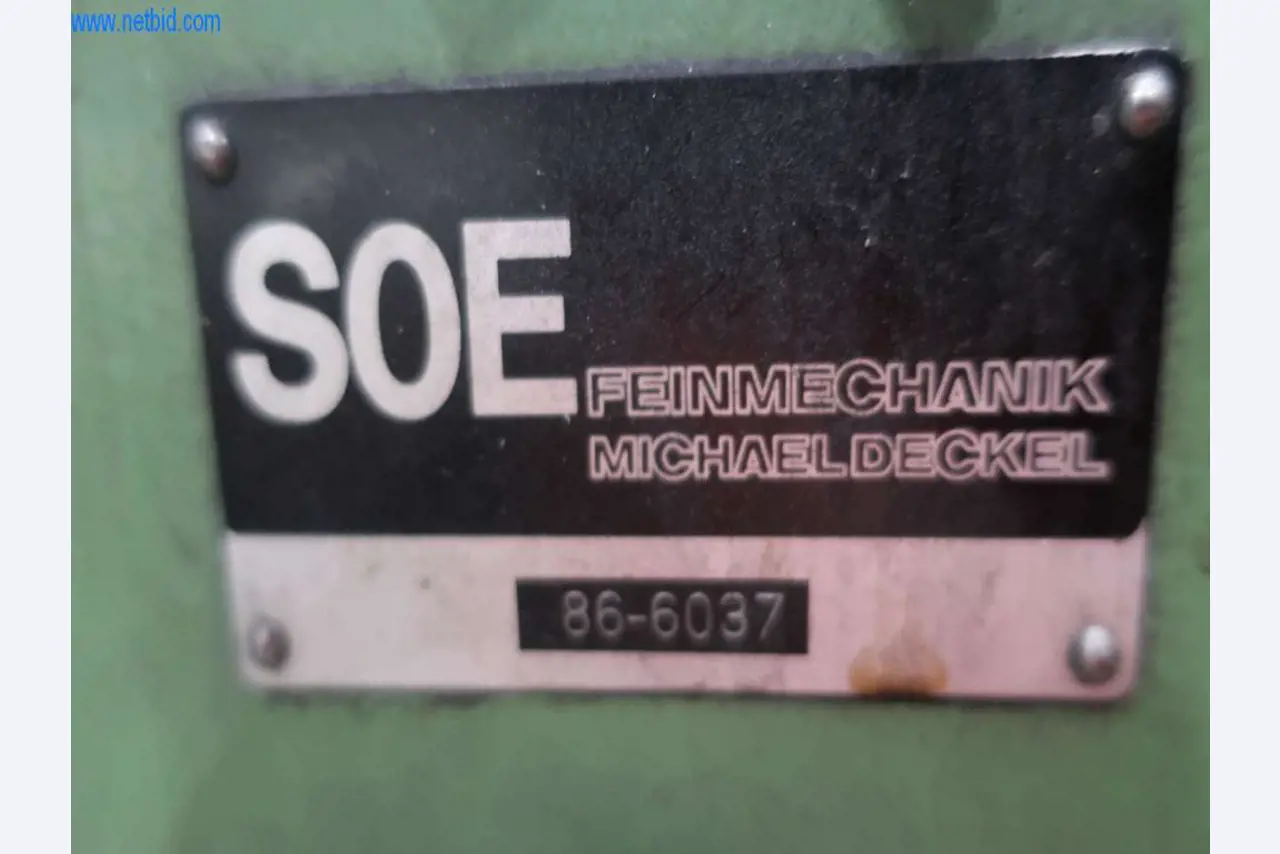 www.netbid.com
SOE
FEINMECHANIK
MICHAEL DECKEL
86-6037